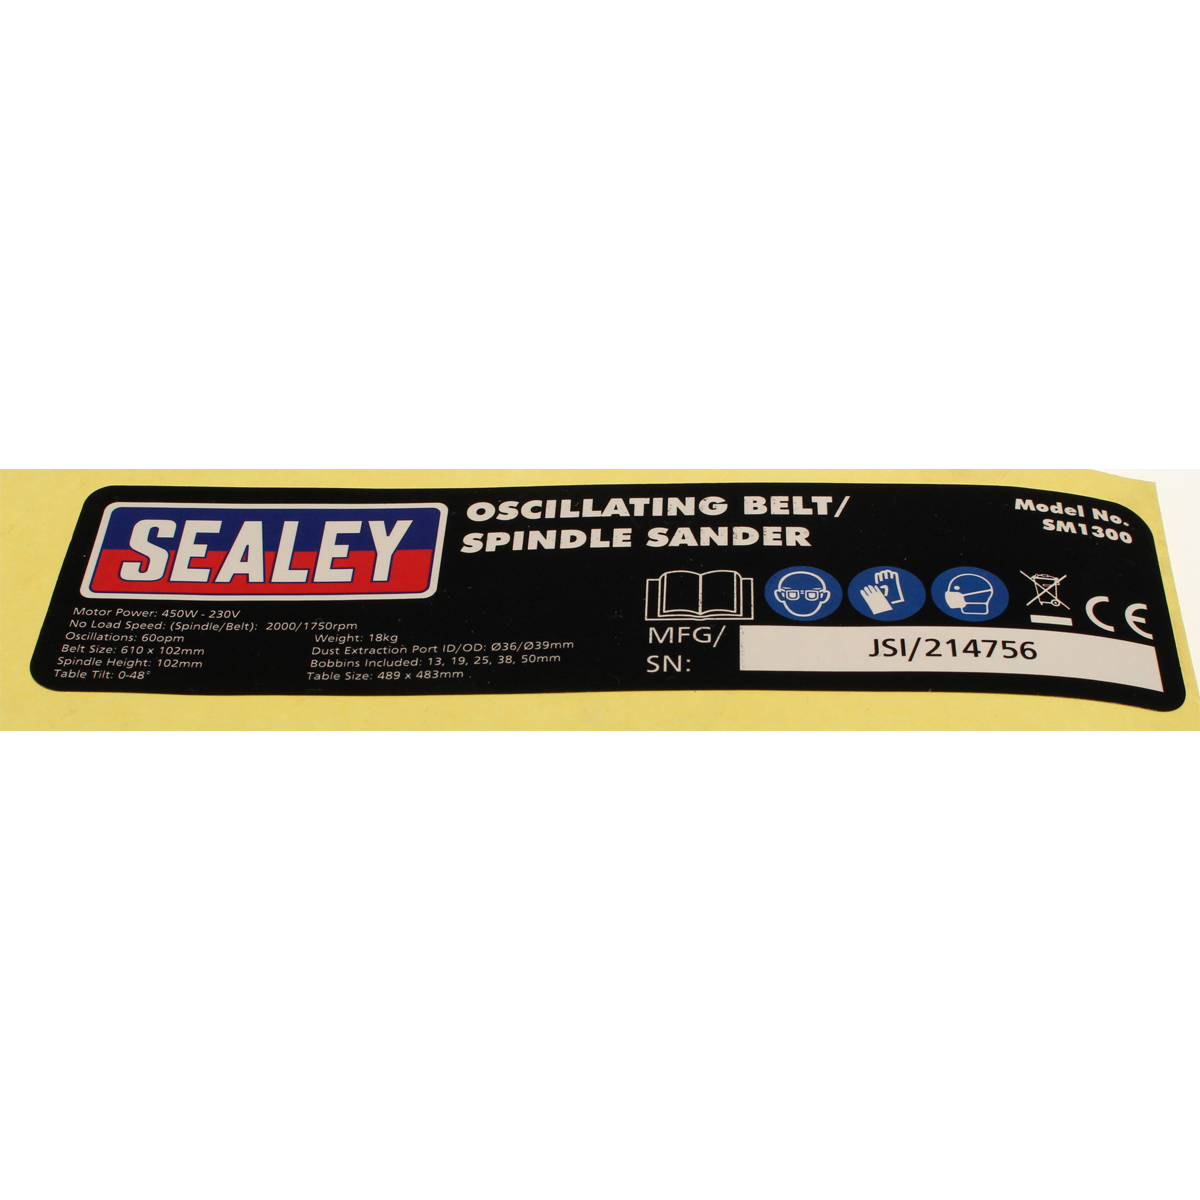 SEALEY
OSCILLATING BELT/
SPINDLE SANDER
Model No.
SM1300
Motor Power: 450W - 230V
No Load Speed: (Spindle/Belt): 2000/1750rpm
Oscillations: 60opm
Belt Size: 610 x 102mm
Spindle Height: 102mm
Table Tilt: 0-48°
Weight: 18kg
Dust Extraction Port ID/OD: Ø36/Ø39mm
Bobbins Included: 13, 19, 25, 38, 50mm
Table Size: 489 x 483mm
MFG/
SN:
JSI/214756
CE